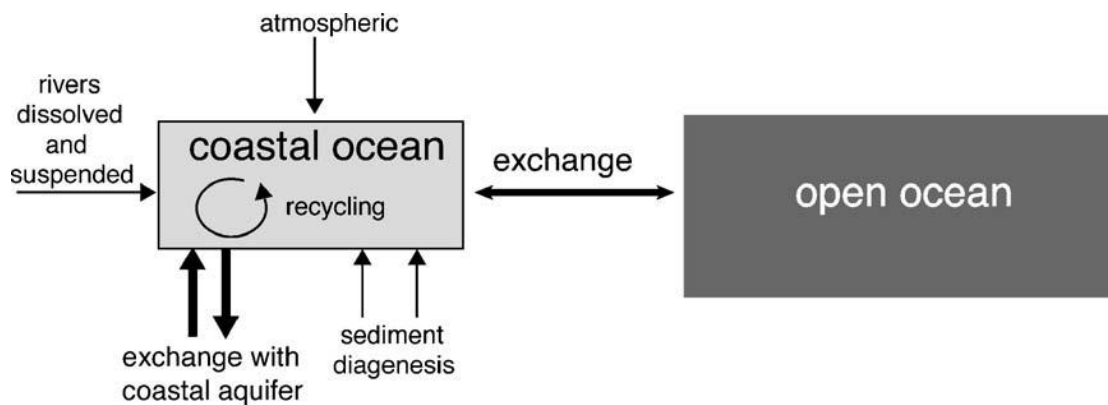 atmospheric
rivers
dissolved
and
suspended
coastal ocean
recycling
exchange
open ocean
exchange with
coastal aquifer
sediment
diagenesis